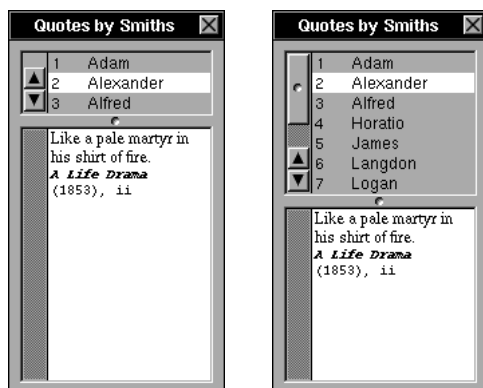 Quotes by Smiths
1 Adam
2 Alexander
3 Alfred
Like a pale martyr in
his shirt of fire.
A Life Drama
(1853), ii
Quotes by Smiths
1 Adam
2 Alexander
3 Alfred
4 Horatio
5 James
6 Langdon
7 Logan
Like a pale martyr in
his shirt of fire.
A Life Drama
(1853), ii